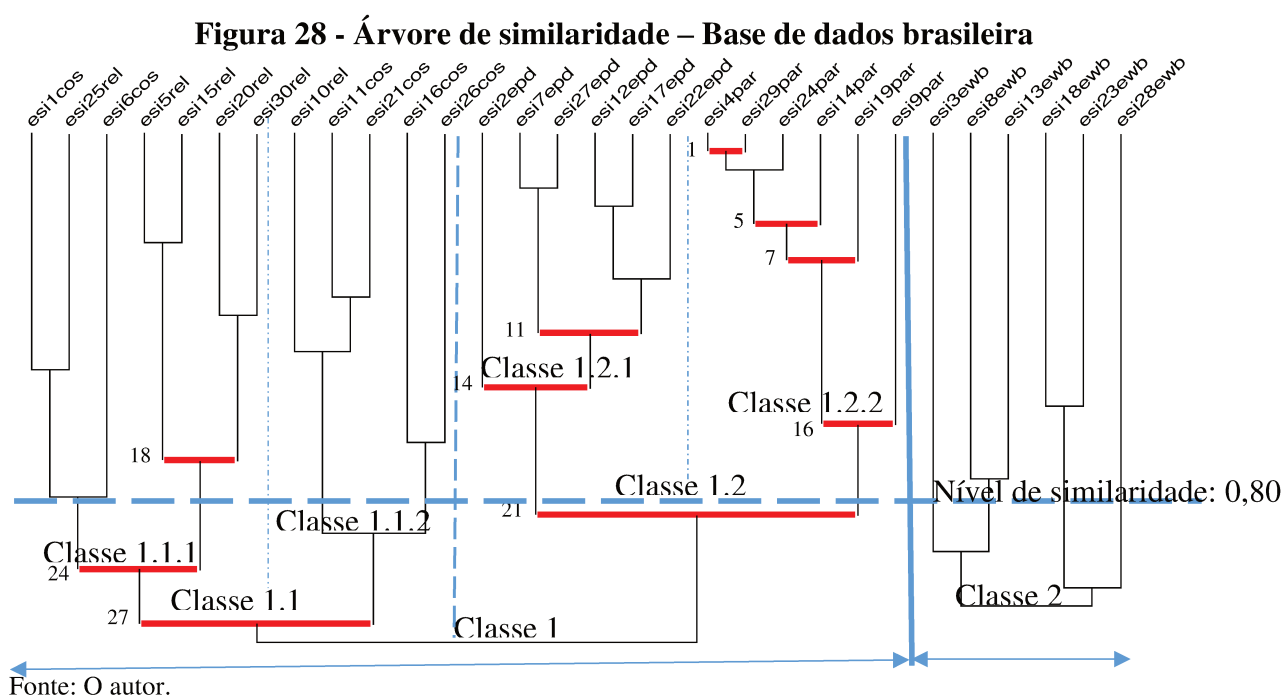 Figura 28 - Árvore de similaridade – Base de dados brasileira
esi1cos
esi25rel
esi6cos
esi5rel
esi15rel
esi20rel
esi30rel
esi10rel
esi11cos
esi21cos
esi16cos
esi26cos
esi2epd
esi7epd
esi27epd
esi12epd
esi17epd
esi22epd
esi4par
esi29par
esi24par
esi14par
esi19par
esi9par
esi3ewb
esi8ewb
esi13ewb
esi18ewb
esi23ewb
esi28ewb
1
5
7
11
Classe 1.2.1
14
Classe 1.2.2
16
18
Classe 1.2
Nível de similaridade: 0,80
21
Classe 1.1.2
Classe 1.1.1
24
Classe 1.1
Classe 2
27
Classe 1
Fonte: O autor.